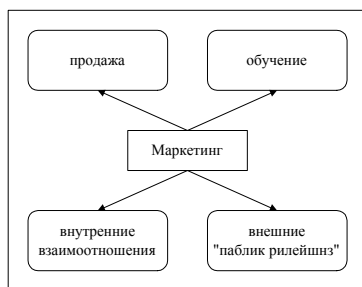 продажа
обучение
Маркетинг
внутренние
взаимоотношения
внешние
"паблик рилейшнз"